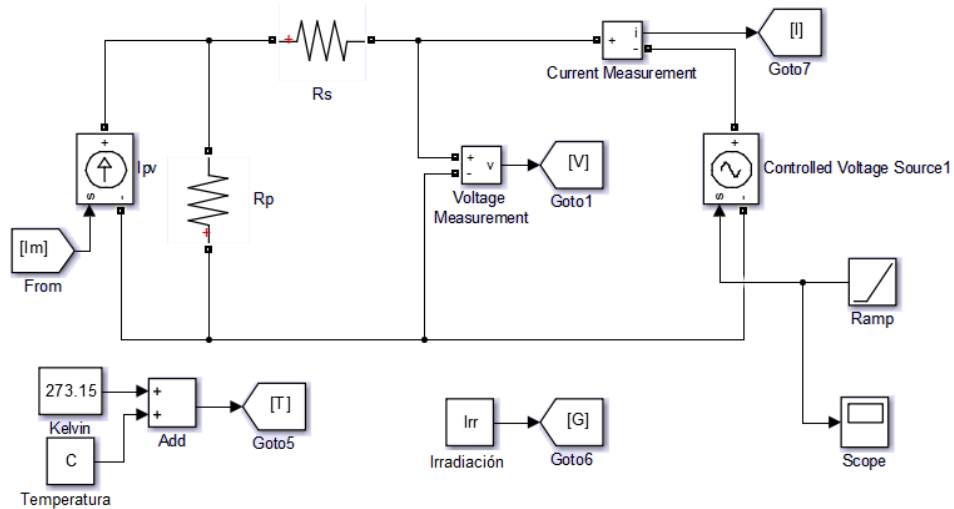 [I]
i
+
-
+
Current Measurement
Goto7
Rs
+
Ipv
s
-
Rp
+
+
-
v
[V]
Voltage
Measurement
Goto1
+
Controlled Voltage Source1
s
-
[Im]
From
Ramp
273.15
Kelvin
+
+
Add
[T]
Goto5
C
Temperatura
Irr
Irradiación
[G]
Goto6
Scope